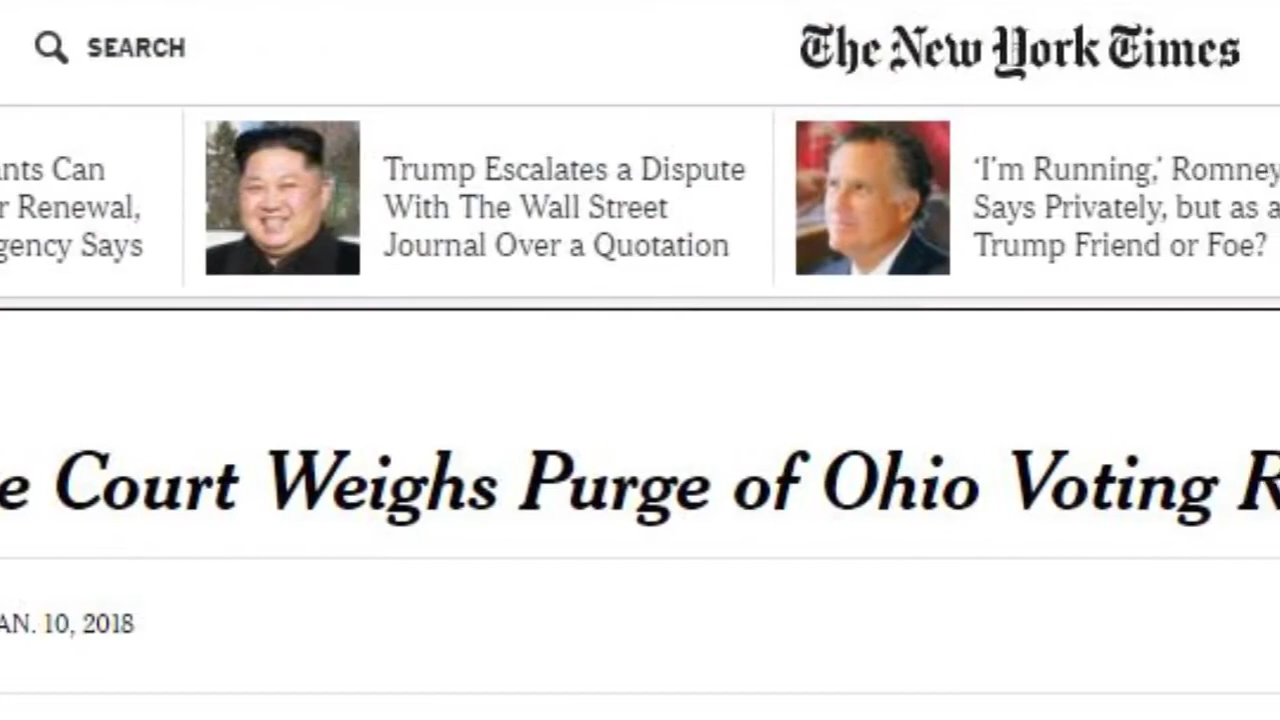 SEARCH
The New York Times
nts Can
r Renewal,
gency Says
Trump Escalates a Dispute
With The Wall Street
Journal Over a Quotation
‘I’m Running,’ Romney
Says Privately, but as a
Trump Friend or Foe?
e Court Weighs Purge of Ohio Voting R
AN. 10, 2018